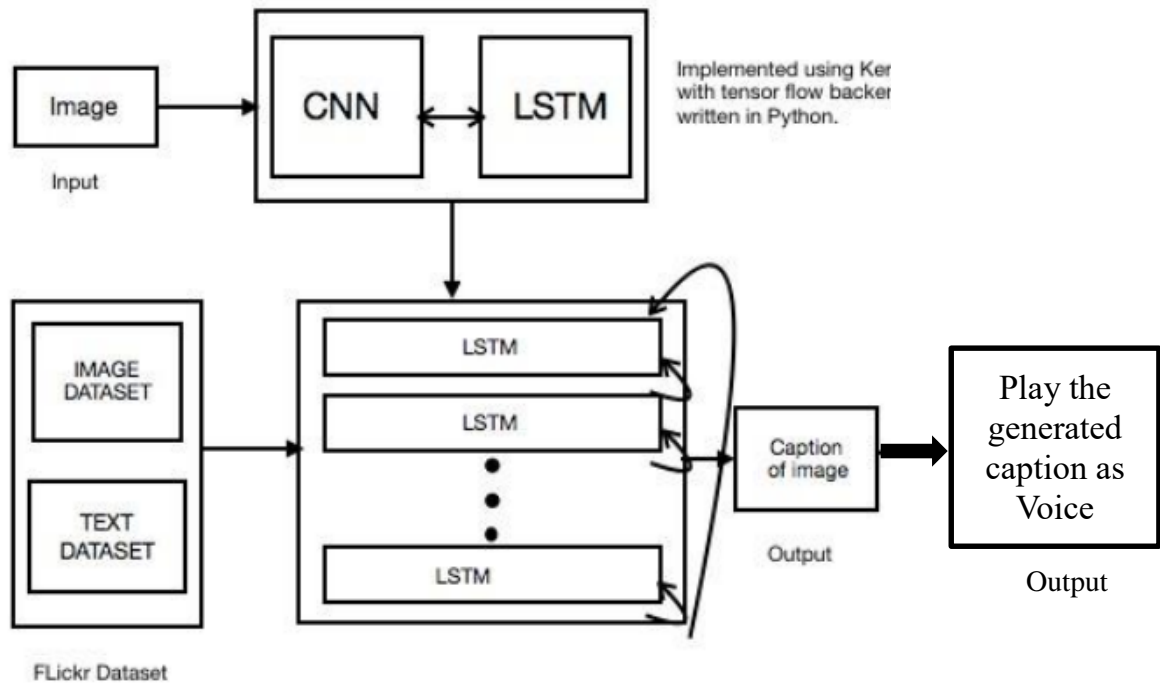 Image
Input
CNN
LSTM
Implemented using Ker
with tensor flow backer
written in Python.
IMAGE
DATASET
TEXT
DATASET
FLickr Dataset
LSTM
LSTM
LSTM
Caption
of image
Output
Play the
generated
caption as
Voice
Output